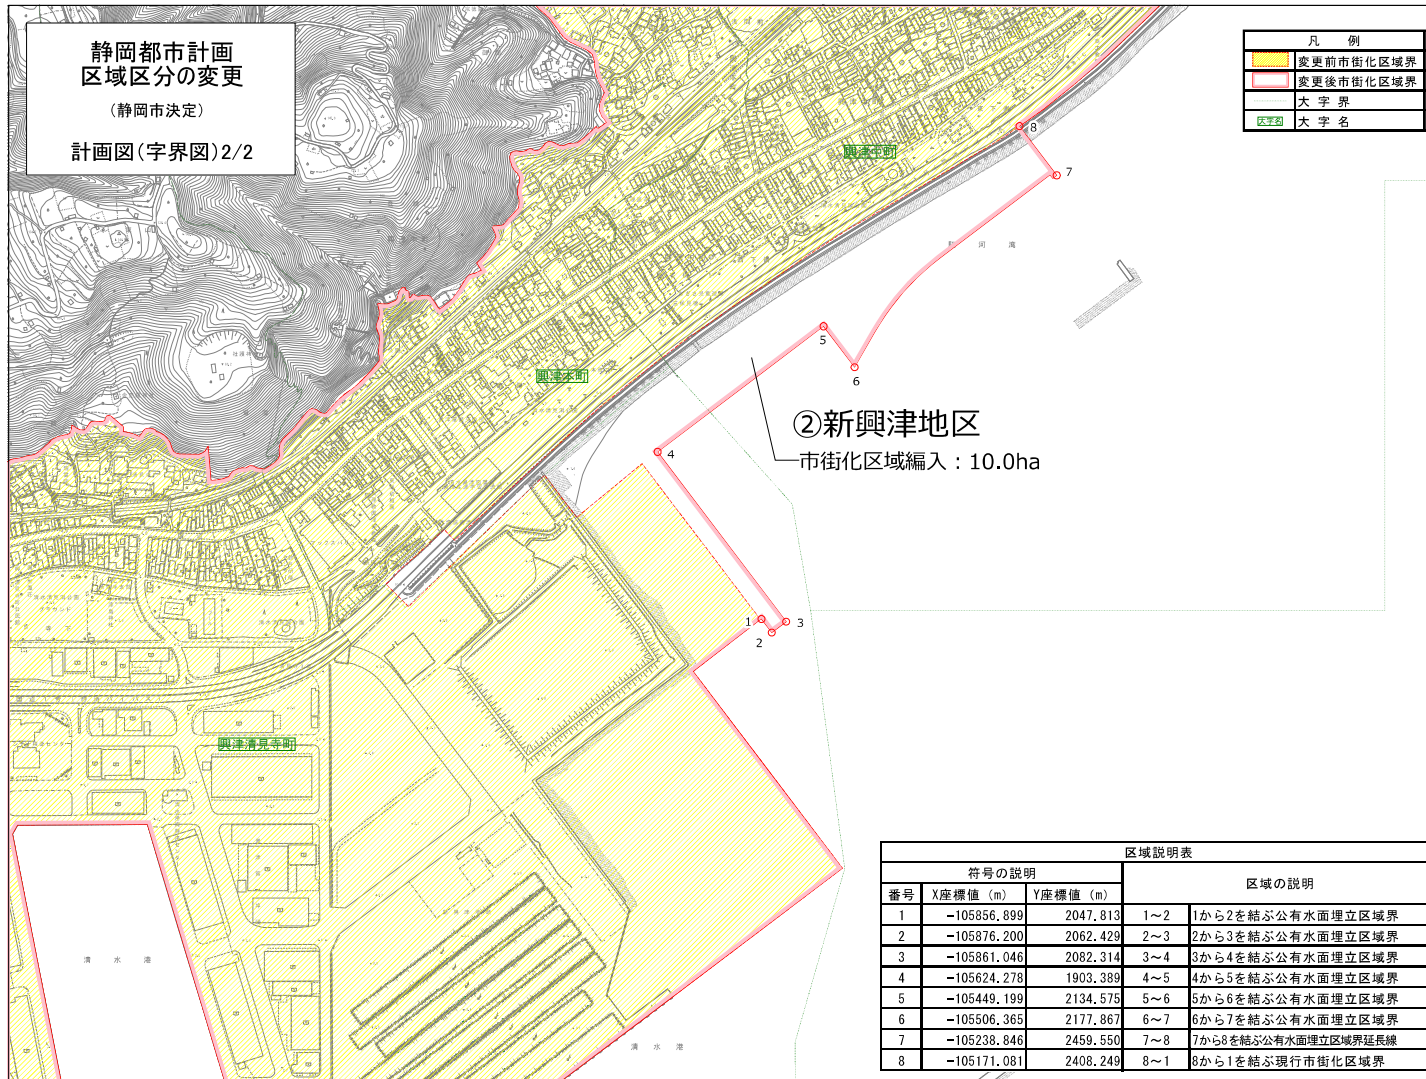 静岡都市計画
区域区分の変更
(静岡市決定)
計画図(字界図)2/2
凡 例
変更前市街化区域界
変更後市街化区域界
大 字 界
大字名 大 字 名
興津中町
8
7
駿 河 湾
5
6
興津本町
②新興津地区
市街化区域編入：10.0ha
4
1
2
3
興津清見寺町
清 水 港
清 水 港
区域説明表
符号の説明 区域の説明
番号 X座標値 (m) Y座標値 (m)
1 -105856.899 2047.813 1～2 1から2を結ぶ公有水面埋立区域界
2 -105876.200 2062.429 2～3 2から3を結ぶ公有水面埋立区域界
3 -105861.046 2082.314 3～4 3から4を結ぶ公有水面埋立区域界
4 -105624.278 1903.389 4～5 4から5を結ぶ公有水面埋立区域界
5 -105449.199 2134.575 5～6 5から6を結ぶ公有水面埋立区域界
6 -105506.365 2177.867 6～7 6から7を結ぶ公有水面埋立区域界
7 -105238.846 2459.550 7～8 7から8を結ぶ公有水面埋立区域界延長線
8 -105171.081 2408.249 8～1 8から1を結ぶ現行市街化区域界